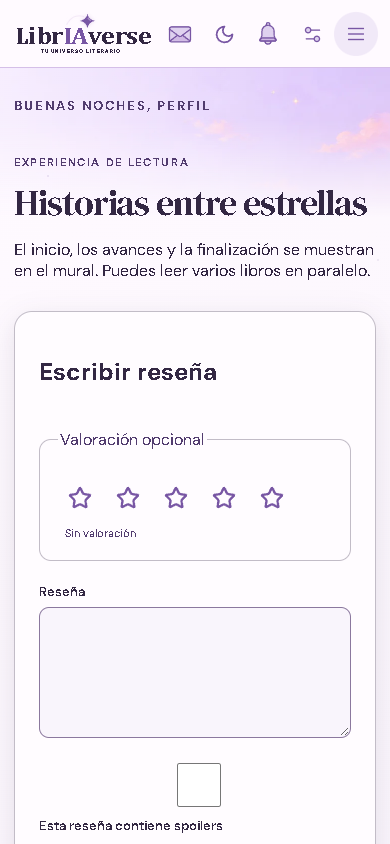 LibrIAverse
TU UNIVERSO LITERARIO
BUENAS NOCHES, PERFIL
EXPERIENCIA DE LECTURA
Historias entre estrellas
El inicio, los avances y la finalización se muestran
en el mural. Puedes leer varios libros en paralelo.
Escribir reseña
Valoración opcional
Sin valoración
Reseña
Esta reseña contiene spoilers